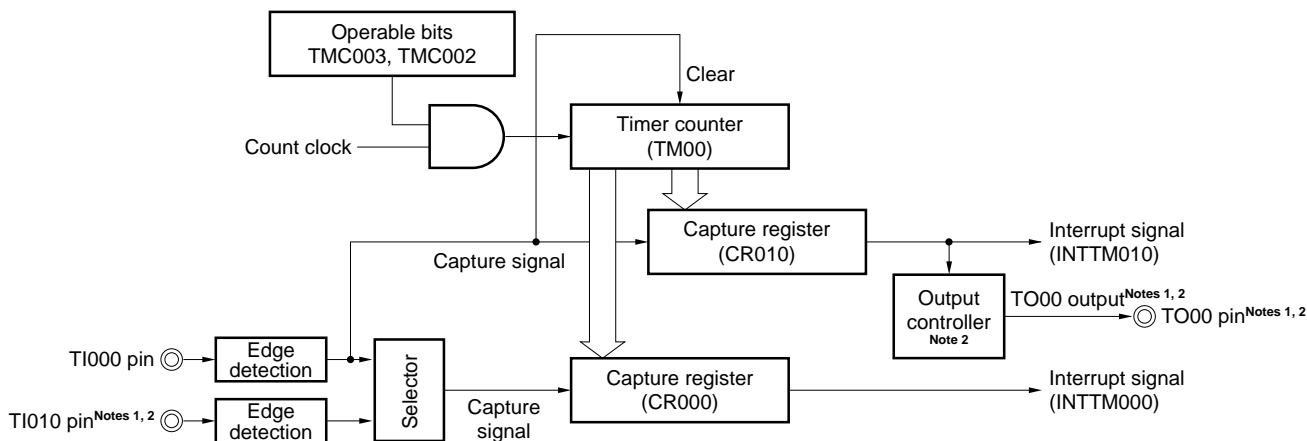 Operable bits
TMC003, TMC002
Clear
Timer counter
(TM00)
Count clock
Capture register
(CR010)
Interrupt signal
(INTTM010)
Capture signal
Output
controller
Note 2
TO00 output Notes 1, 2
TO00 pin Notes 1, 2
TI000 pin
Edge
detection
Selector
Capture register
(CR000)
Interrupt signal
(INTTM000)
Capture
signal
TI010 pin Notes 1, 2
Edge
detection